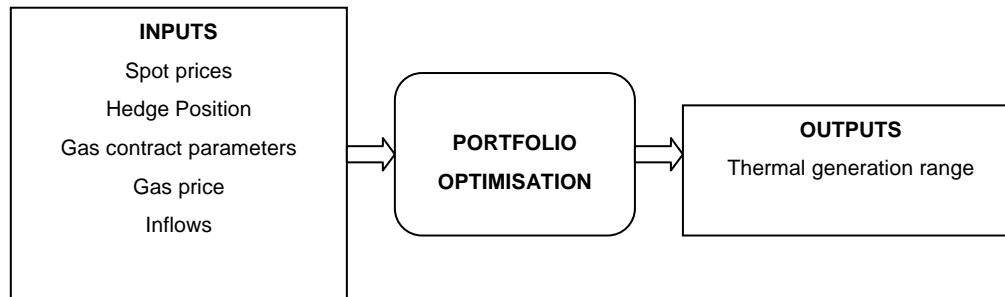 INPUTS
Spot prices
Hedge Position
Gas contract parameters
Gas price
Inflows
PORTFOLIO
OPTIMISATION
OUTPUTS
Thermal generation range